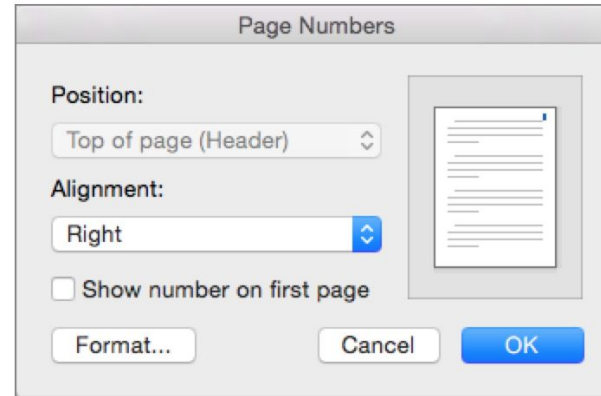 Page Numbers
Position:
Top of page (Header)
Alignment:
Right
Show number on first page
Format... Cancel OK